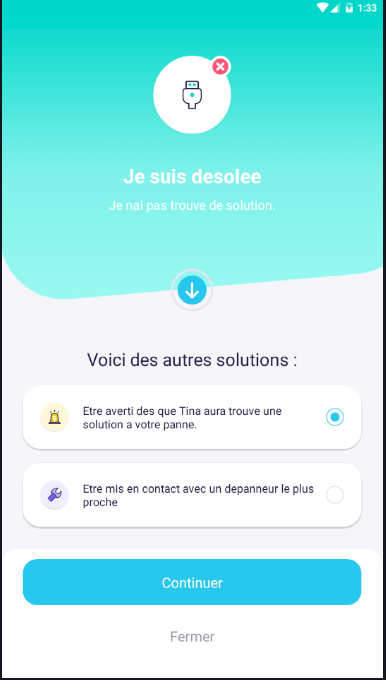 1:33
Je suis desolee
Je nai pas trouve de solution.
Voici des autres solutions :
Etre averti des que Tina aura trouve une
solution a votre panne.
Etre mis en contact avec un depanneur le plus
proche
Continuer
Fermer